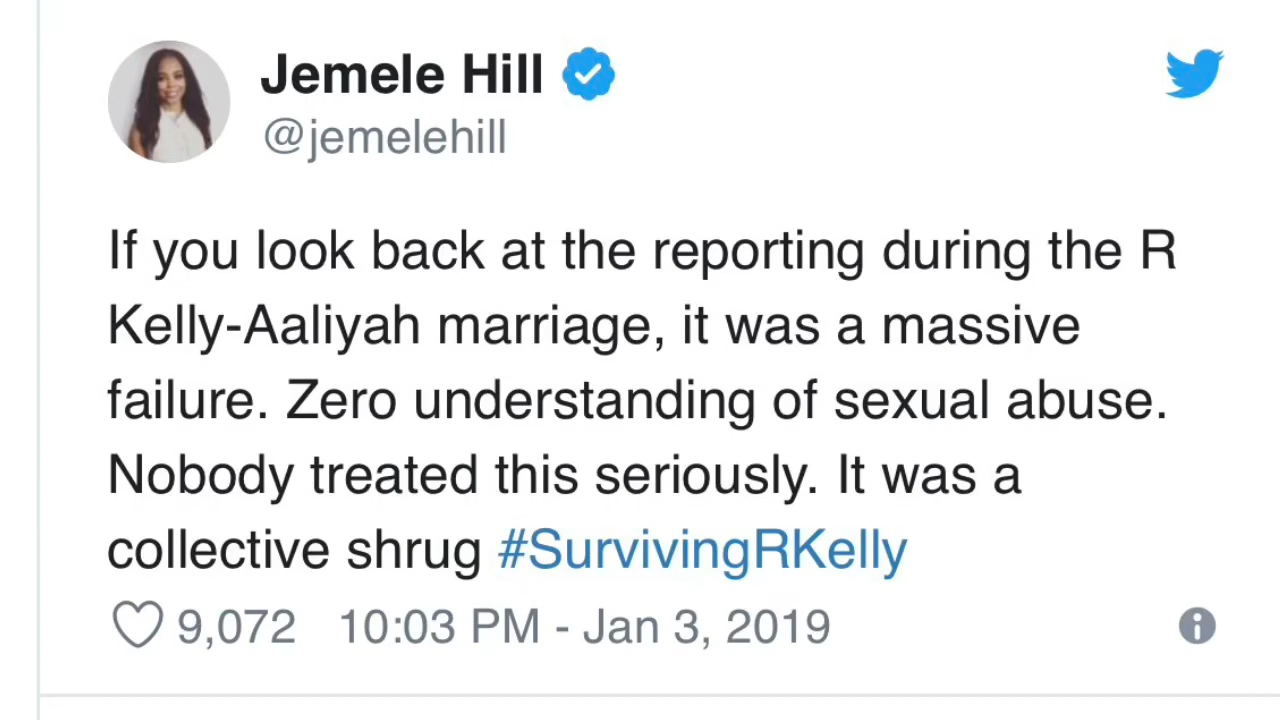 Jemele Hill
@jemelehill
If you look back at the reporting during the R
Kelly-Aaliyah marriage, it was a massive
failure. Zero understanding of sexual abuse.
Nobody treated this seriously. It was a
collective shrug #SurvivingRKelly
9,072 10:03 PM - Jan 3, 2019